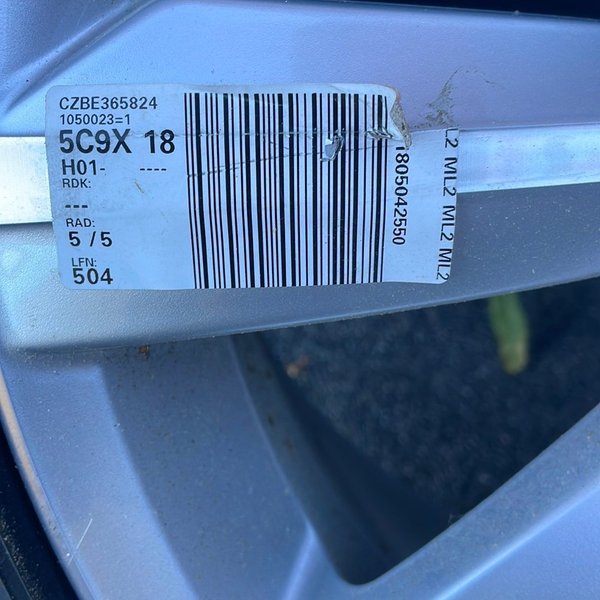 CZBE365824
1050023=1
5C9X 18
H01- ----
RDK:
---
RAD:
5 /5
LFN:
504
1805042550
L2 ML2 ML2 ML2